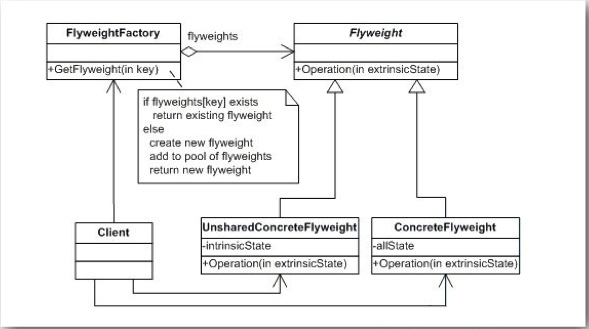 FlyweightFactory
flyweights
Flyweight
+GetFlyweight(in key)
+Operation(in extrinsicState)
if flyweights[key] exists
return existing flyweight
else
create new flyweight
add to pool of flyweights
return new flyweight
Client
UnsharedConcreteFlyweight
-intrinsicState
+Operation(in extrinsicState)
ConcreteFlyweight
-allState
+Operation(in extrinsicState)